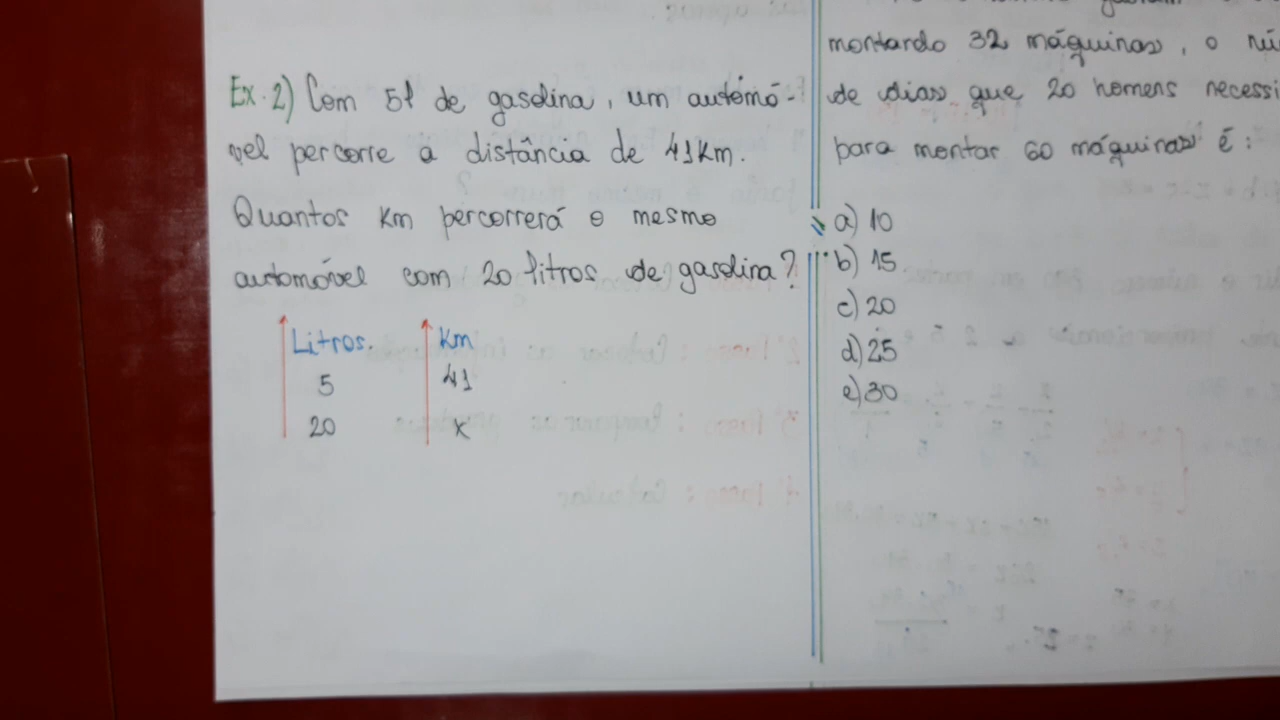 Ex.2) Com 5l de gasolina, um automó-
vel percorre a distância de 41km.
Quantos km percorrerá o mesmo
automóvel com 20 litros de gasolina?
Litros. Km
5 41
20 x
montando 32 máquinas, o nú
de dias que 20 homens necessi
para montar 60 máquinas é:
a) 10
b) 15
c) 20
d) 25
e) 30